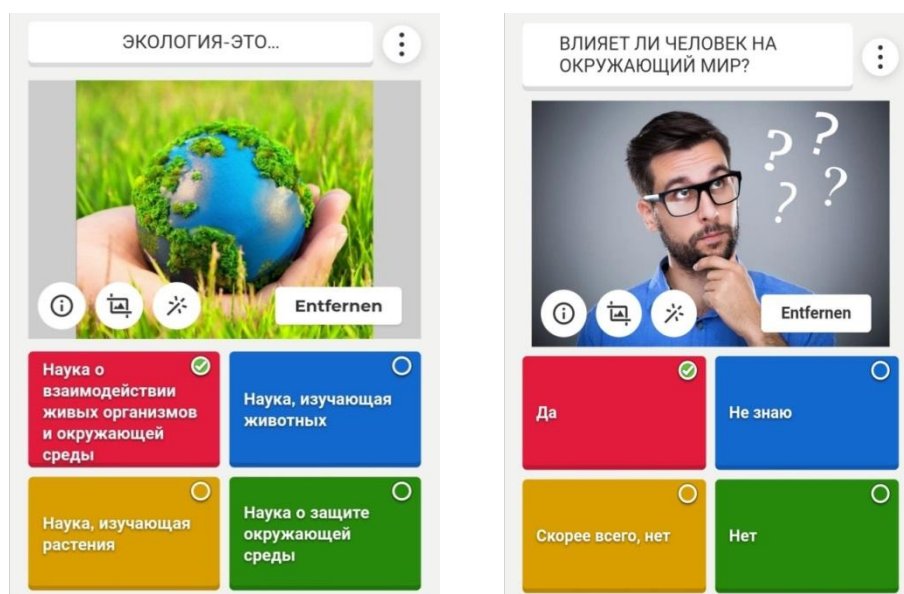 ЭКОЛОГИЯ-ЭТО...
Entfernen
Наука о
взаимодействии
живых организмов
и окружающей
среды
Наука, изучающая
животных
Наука, изучающая
растения
Наука о защите
окружающей
среды
ВЛИЯЕТ ЛИ ЧЕЛОВЕК НА
ОКРУЖАЮЩИЙ МИР?
? ? ? ?
Entfernen
Да
Не знаю
Скорее всего, нет
Нет